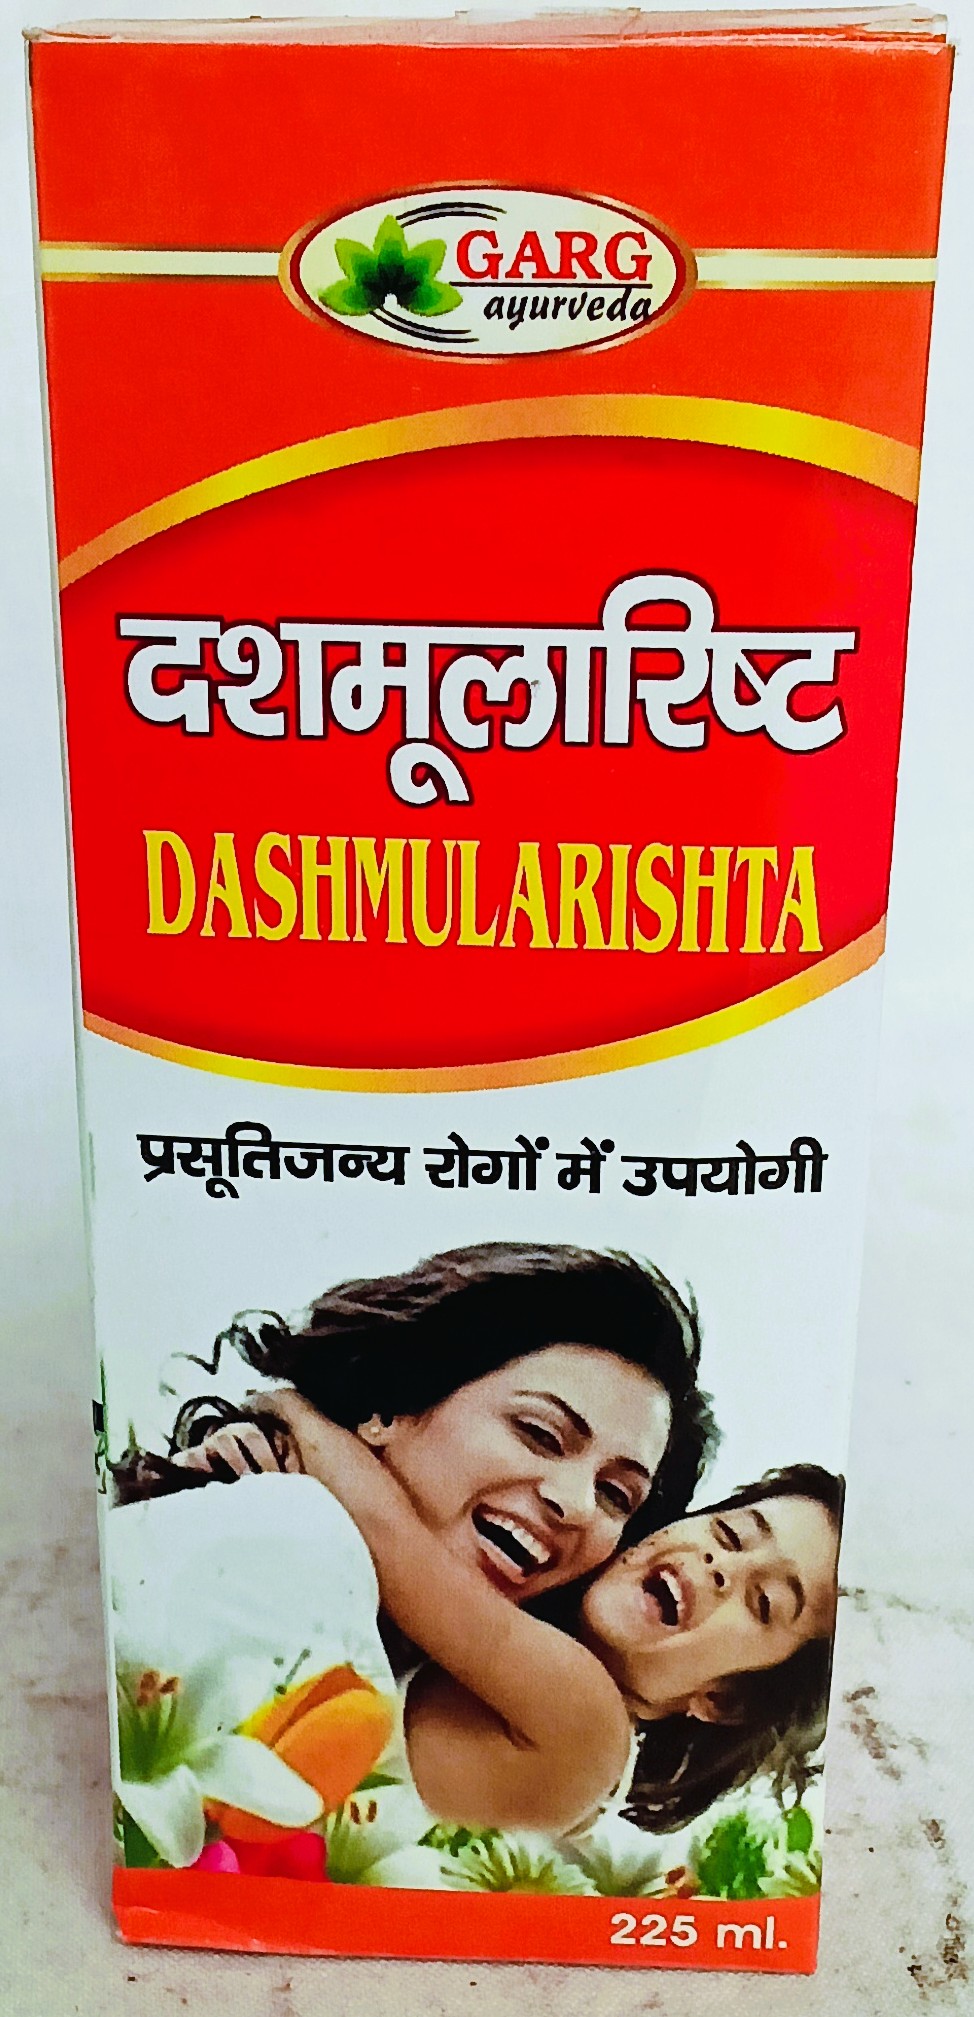 GARG
ayurveda
दशमूलारिष्ट
DASHMULARISHTA
प्रसूतिजन्य रोगों में उपयोगी
225 ml.